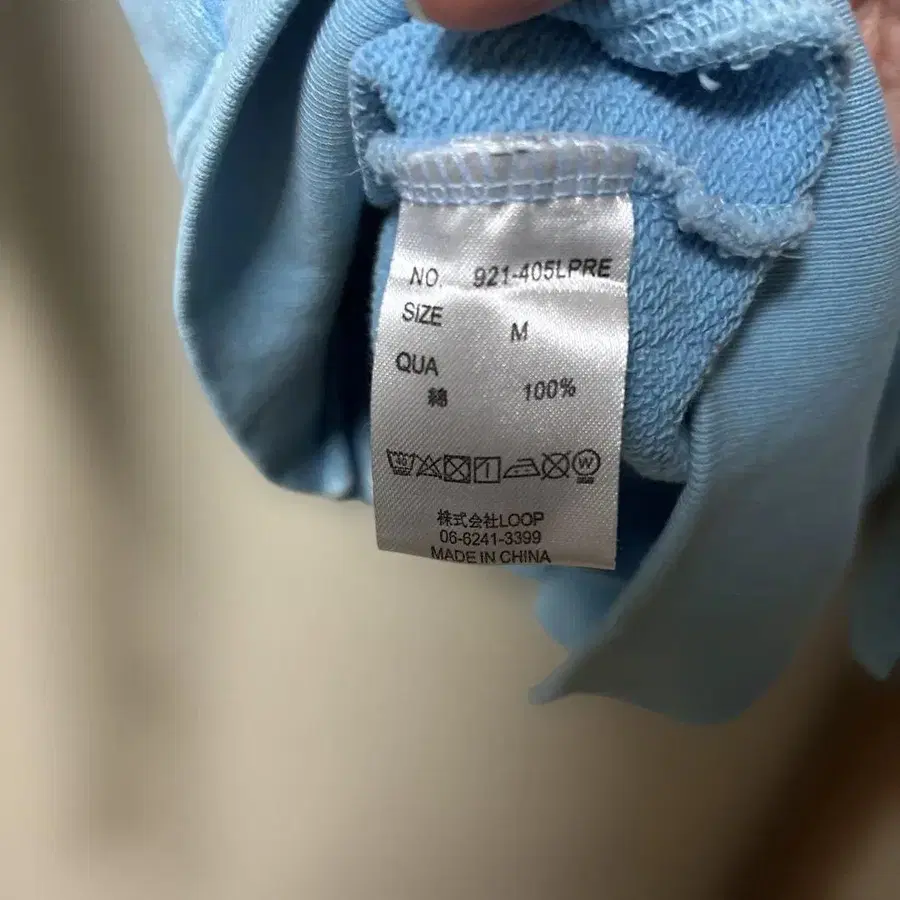 NO. 921-405LPRE
SIZE M
QUA
綿 100%
40 W
株式会社LOOP
06-6241-3399
MADE IN CHINA